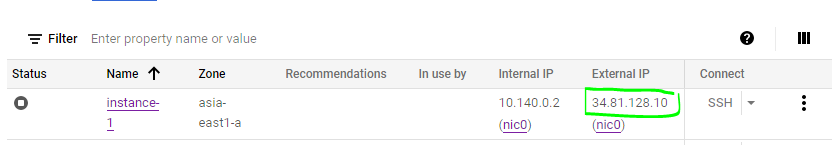 Filter Enter property name or value
Status Name Zone Recommendations In use by Internal IP External IP Connect
instance- asia- 10.140.0.2 34.81.128.10 SSH
1 east1-a (nic0) (nic0)